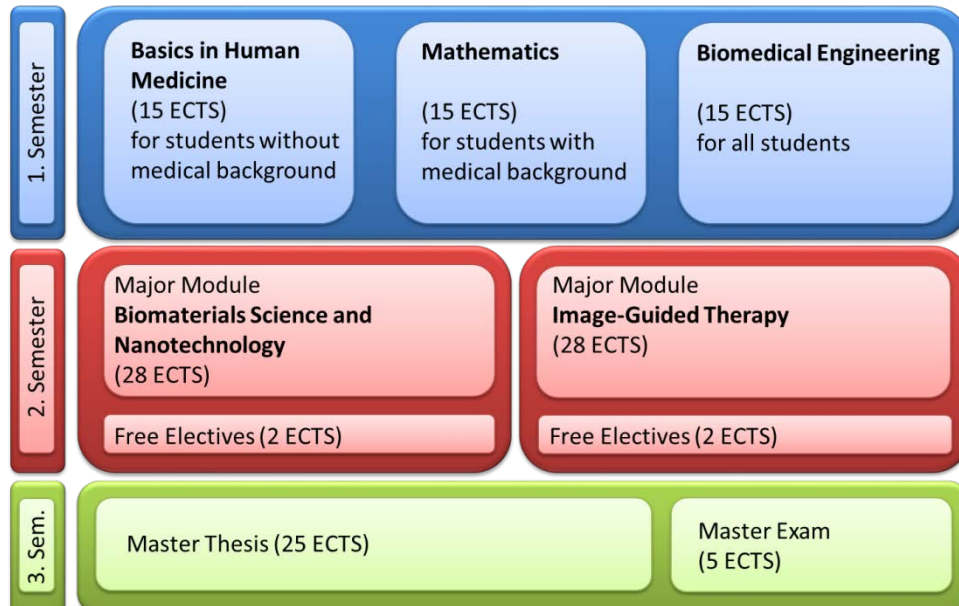 1. Semester
Basics in Human
Medicine
(15 ECTS)
for students without
medical background
Mathematics
(15 ECTS)
for students with
medical background
Biomedical Engineering
(15 ECTS)
for all students
2. Semester
Major Module
Biomaterials Science and
Nanotechnology
(28 ECTS)
Free Electives (2 ECTS)
Major Module
Image-Guided Therapy
(28 ECTS)
Free Electives (2 ECTS)
3. Sem.
Master Thesis (25 ECTS)
Master Exam
(5 ECTS)